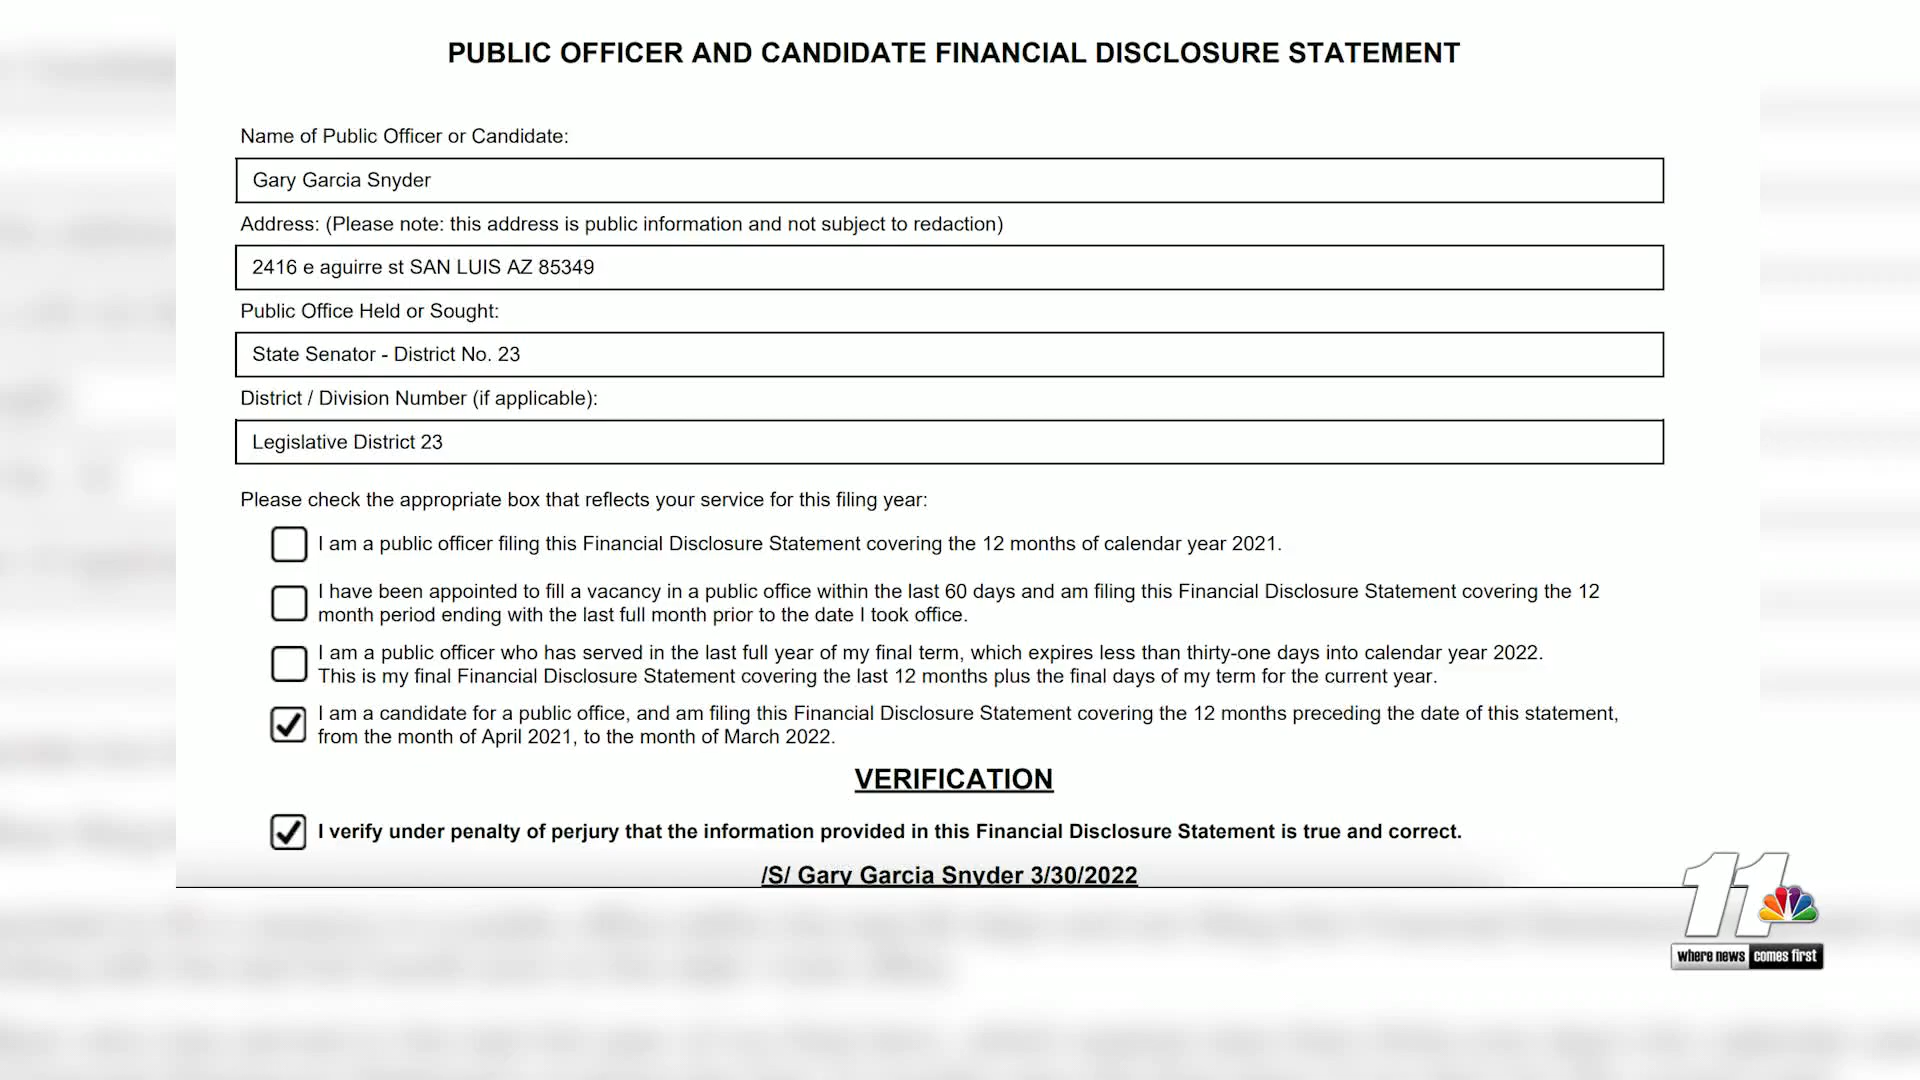 PUBLIC OFFICER AND CANDIDATE FINANCIAL DISCLOSURE STATEMENT
Name of Public Officer or Candidate:
Gary Garcia Snyder
Address: (Please note: this address is public information and not subject to redaction)
2416 e aguirre st SAN LUIS AZ 85349
Public Office Held or Sought:
State Senator - District No. 23
District / Division Number (if applicable):
Legislative District 23
Please check the appropriate box that reflects your service for this filing year:
I am a public officer filing this Financial Disclosure Statement covering the 12 months of calendar year 2021.
I have been appointed to fill a vacancy in a public office within the last 60 days and am filing this Financial Disclosure Statement covering the 12
month period ending with the last full month prior to the date I took office.
I am a public officer who has served in the last full year of my final term, which expires less than thirty-one days into calendar year 2022.
This is my final Financial Disclosure Statement covering the last 12 months plus the final days of my term for the current year.
I am a candidate for a public office, and am filing this Financial Disclosure Statement covering the 12 months preceding the date of this statement,
from the month of April 2021, to the month of March 2022.
VERIFICATION
I verify under penalty of perjury that the information provided in this Financial Disclosure Statement is true and correct.
/S/ Gary Garcia Snyder 3/30/2022
11
where news comes first